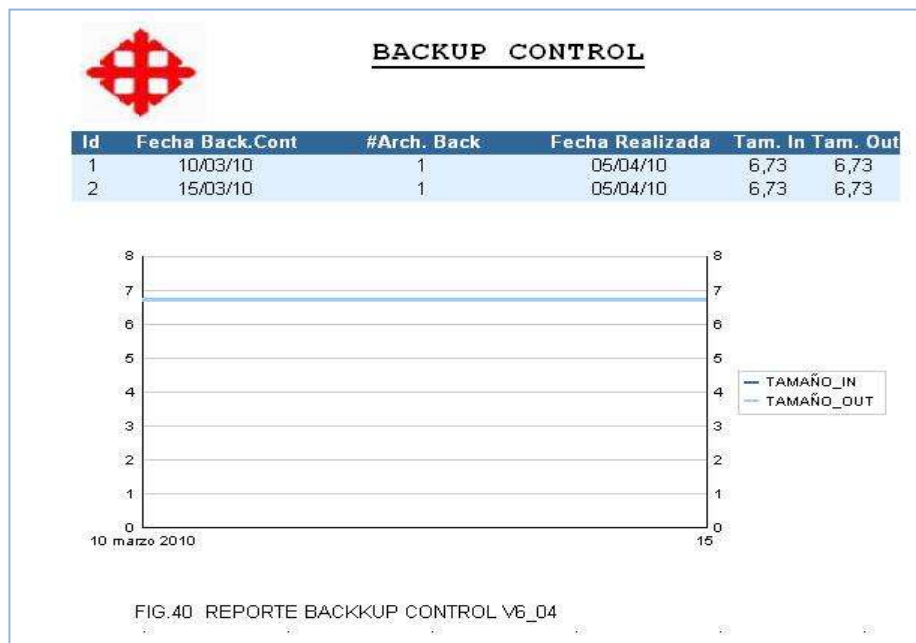 BACKUP CONTROL
Id Fecha Back.Cont #Arch. Back Fecha Realizada Tam. In Tam. Out
1 10/03/10 1 05/04/10 6,73 6,73
2 15/03/10 1 05/04/10 6,73 6,73
8 8
7 7
6 6
5 5
4 4
3 3
2 2
1 1
0 0
10 marzo 2010 15
TAMAÑO_IN
TAMAÑO_OUT
FIG.40 REPORTE BACKKUP CONTROL V6_04